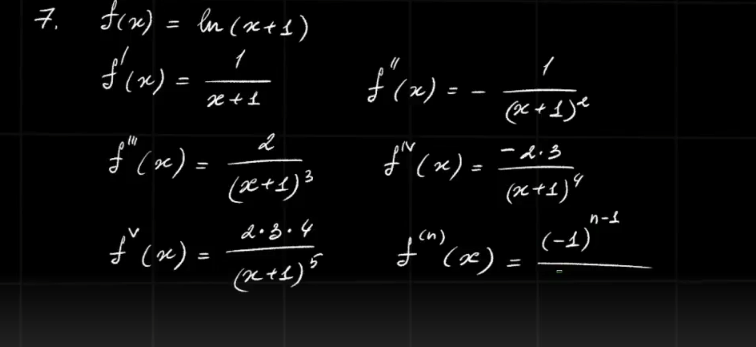 7. f(x) = ln(x+1)
f'(x) = 1/(x+1) f''(x) = - 1/(x+1)²
f'''(x) = 2/(x+1)³ f^IV(x) = -2·3/(x+1)⁴
f^V(x) = 2·3·4/(x+1)⁵ f^(n)(x) = (-1)^(n-1)/